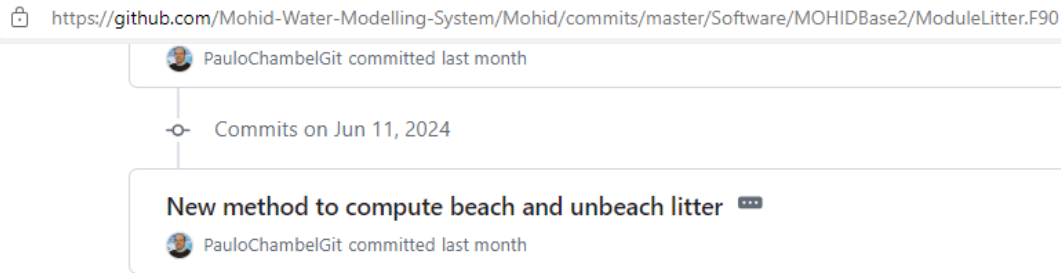 https://github.com/Mohid-Water-Modelling-System/Mohid/commits/master/Software/MOHIDBase2/ModuleLitter.F90
PauloChambelGit committed last month
Commits on Jun 11, 2024
New method to compute beach and unbeach litter
PauloChambelGit committed last month